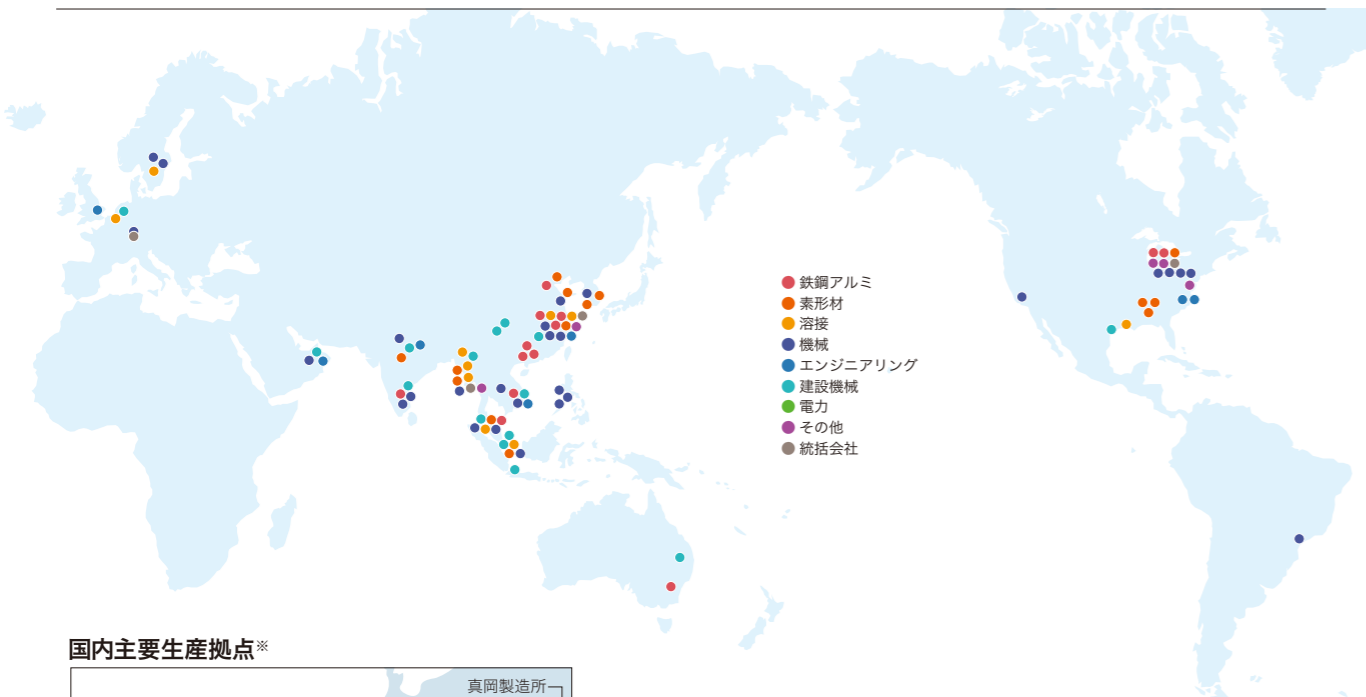 鉄鋼アルミ
素形材
溶接
機械
エンジニアリング
建設機械
電力
その他
統括会社
国内主要生産拠点※
真岡製造所